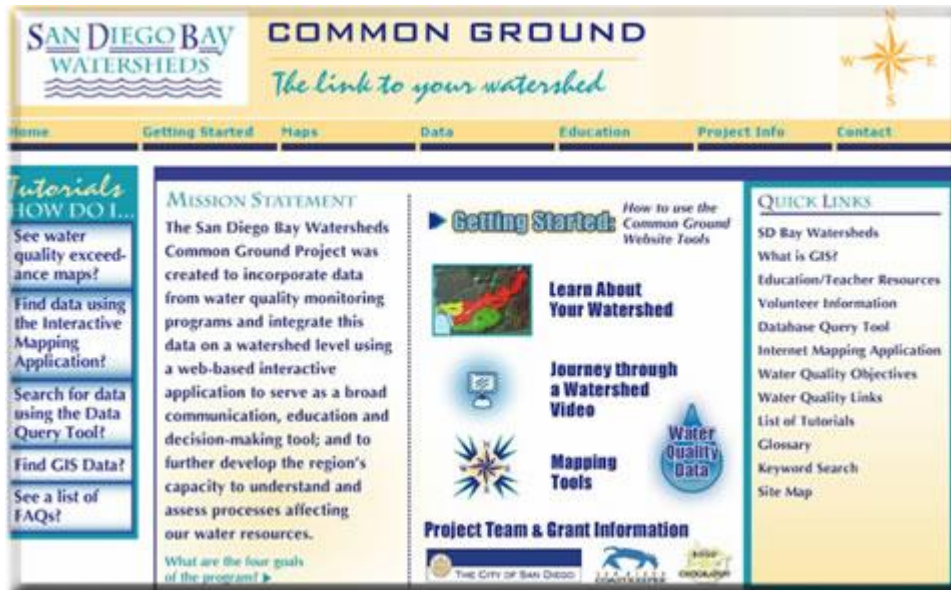 SAN DIEGO BAY
WATERSHEDS
COMMON GROUND
The link to your watershed
N
W E
S
Home Getting Started Maps Data Education Project Info Contact
Tutorials
HOW DO I...
See water
quality exceed-
ance maps?
Find data using
the Interactive
Mapping
Application?
Search for data
using the Data
Query Tool?
Find GIS Data?
See a list of
FAQs?
MISSION STATEMENT
The San Diego Bay Watersheds
Common Ground Project was
created to incorporate data
from water quality monitoring
programs and integrate this
data on a watershed level using
a web-based interactive
application to serve as a broad
communication, education and
decision-making tool; and to
further develop the region's
capacity to understand and
assess processes affecting
our water resources.
What are the four goals
of the program?
Getting Started:
How to use the
Common Ground
Website Tools
Learn About
Your Watershed
Journey through
a Watershed
Video
Mapping
Tools
Water
Quality
Data
Project Team & Grant Information
THE CITY OF SAN DIEGO
SAN DIEGO
COASTKEEPER
QUICK LINKS
SD Bay Watersheds
What is GIS?
Education/Teacher Resources
Volunteer Information
Database Query Tool
Internet Mapping Application
Water Quality Objectives
Water Quality Links
List of Tutorials
Glossary
Keyword Search
Site Map